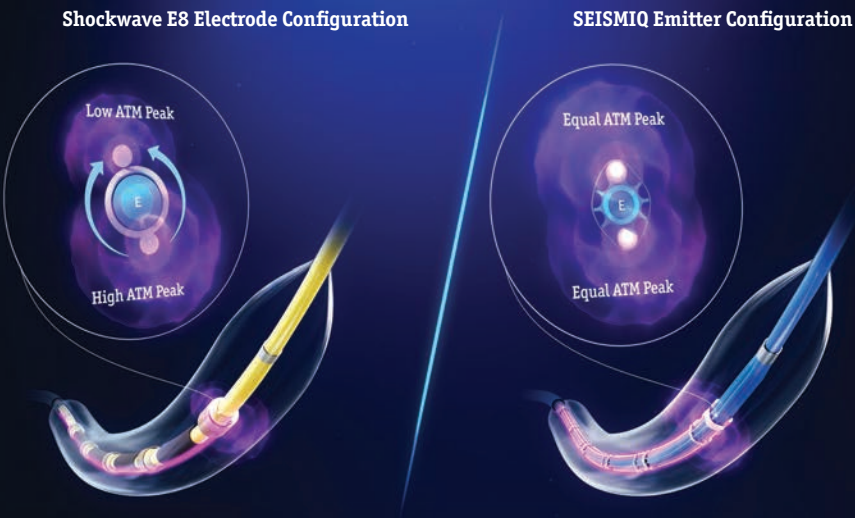 Shockwave E8 Electrode Configuration
SEISMIQ Emitter Configuration
Low ATM Peak
E
High ATM Peak
Equal ATM Peak
E
Equal ATM Peak